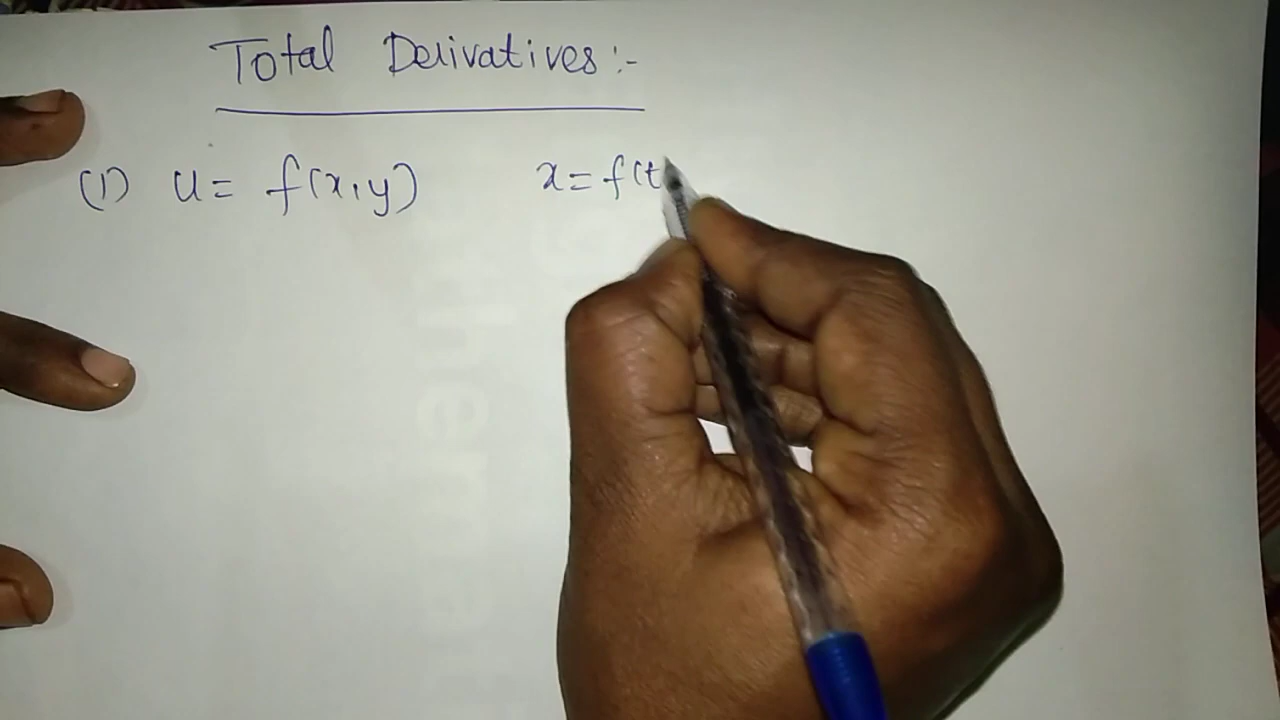 Total Derivatives :-
(1) u = f(x,y) x = f(t